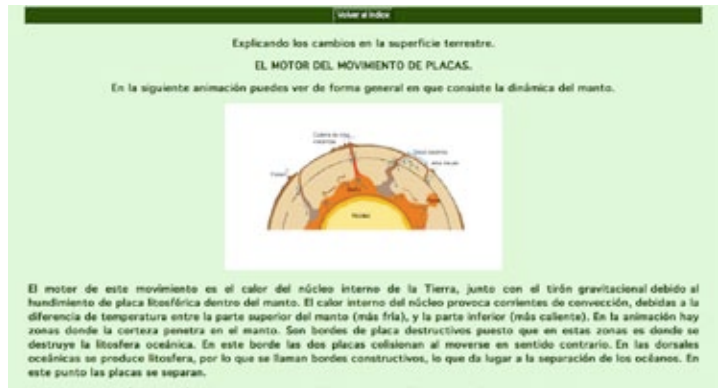 Volver al índice
Explicando los cambios en la superficie terrestre.
EL MOTOR DEL MOVIMIENTO DE PLACAS.
En la siguiente animación puedes ver de forma general en que consiste la dinámica del manto.
Núcleo
El motor de este movimiento es el calor del núcleo interno de la Tierra, junto con el tirón gravitacional debido al
hundimiento de placa litosférica dentro del manto. El calor interno del núcleo provoca corrientes de convección, debidas a la
diferencia de temperatura entre la parte superior del manto (más fría), y la parte inferior (más caliente). En la animación hay
zonas donde la corteza penetra en el manto. Son bordes de placa destructivos puesto que en estas zonas es donde se
destruye la litosfera oceánica. En este borde las dos placas colisionan al moverse en sentido contrario. En las dorsales
oceánicas se produce litosfera, por lo que se llaman bordes constructivos, lo que da lugar a la separación de los océanos. En
este punto las placas se separan.